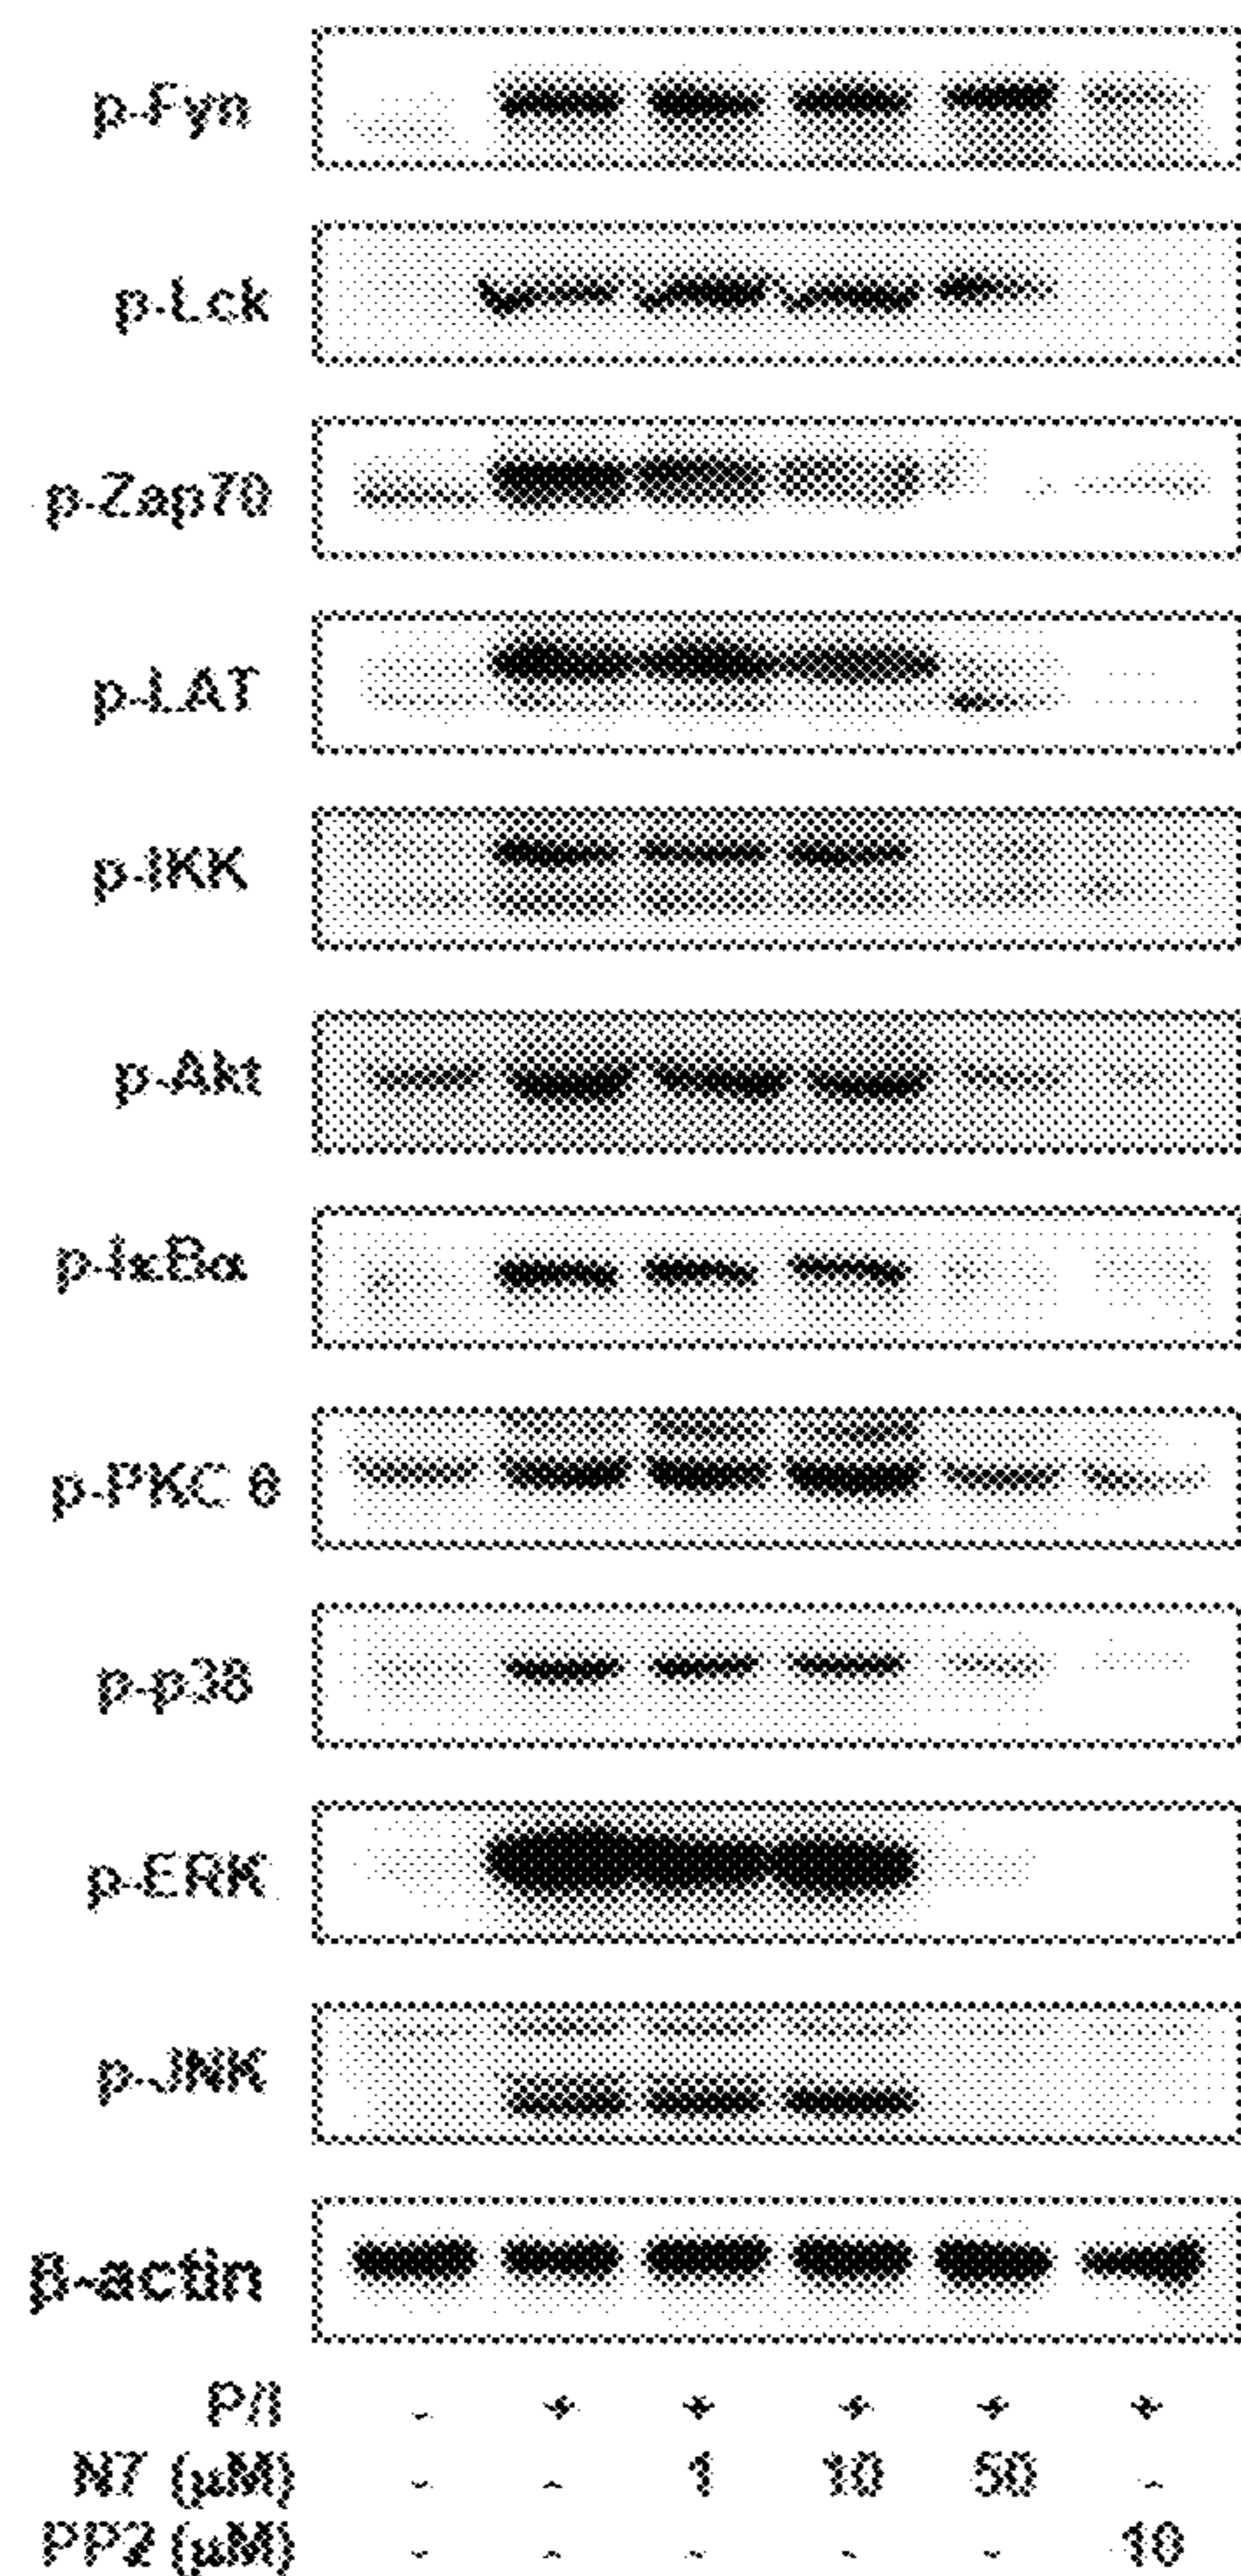 p-Fyn
p-Lck
p-Zap70
p-LAT
p-IKK
p-Akt
p-IκBα
p-PKC θ
p-p38
p-ERK
p-JNK
β-actin
P/I - + + + + +
N7 (μM) - - 1 10 50 -
PP2 (μM) - - - - - 10